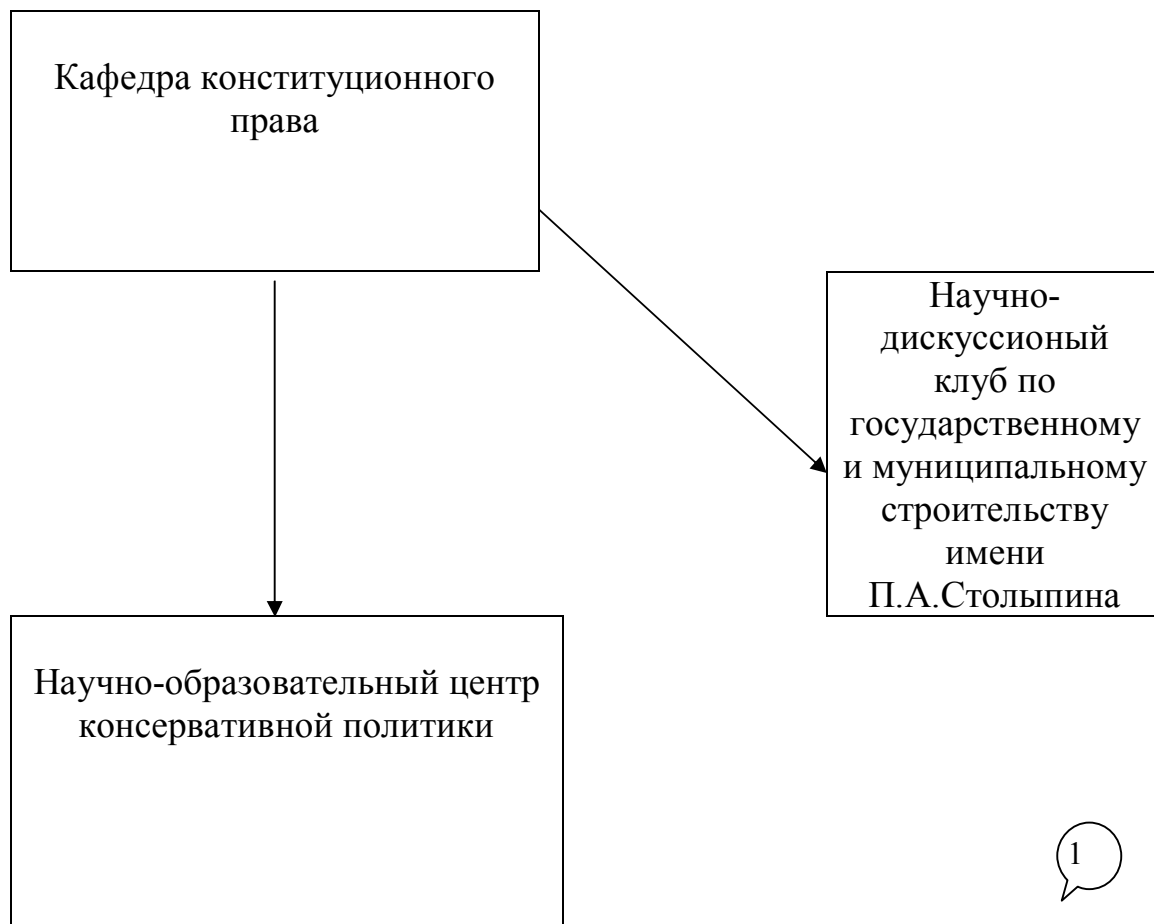 Кафедра конституционного
права
Научно-
дискуссионый
клуб по
государственному
и муниципальному
строительству
имени
П.А.Столыпина
Научно-образовательный центр
консервативной политики
1